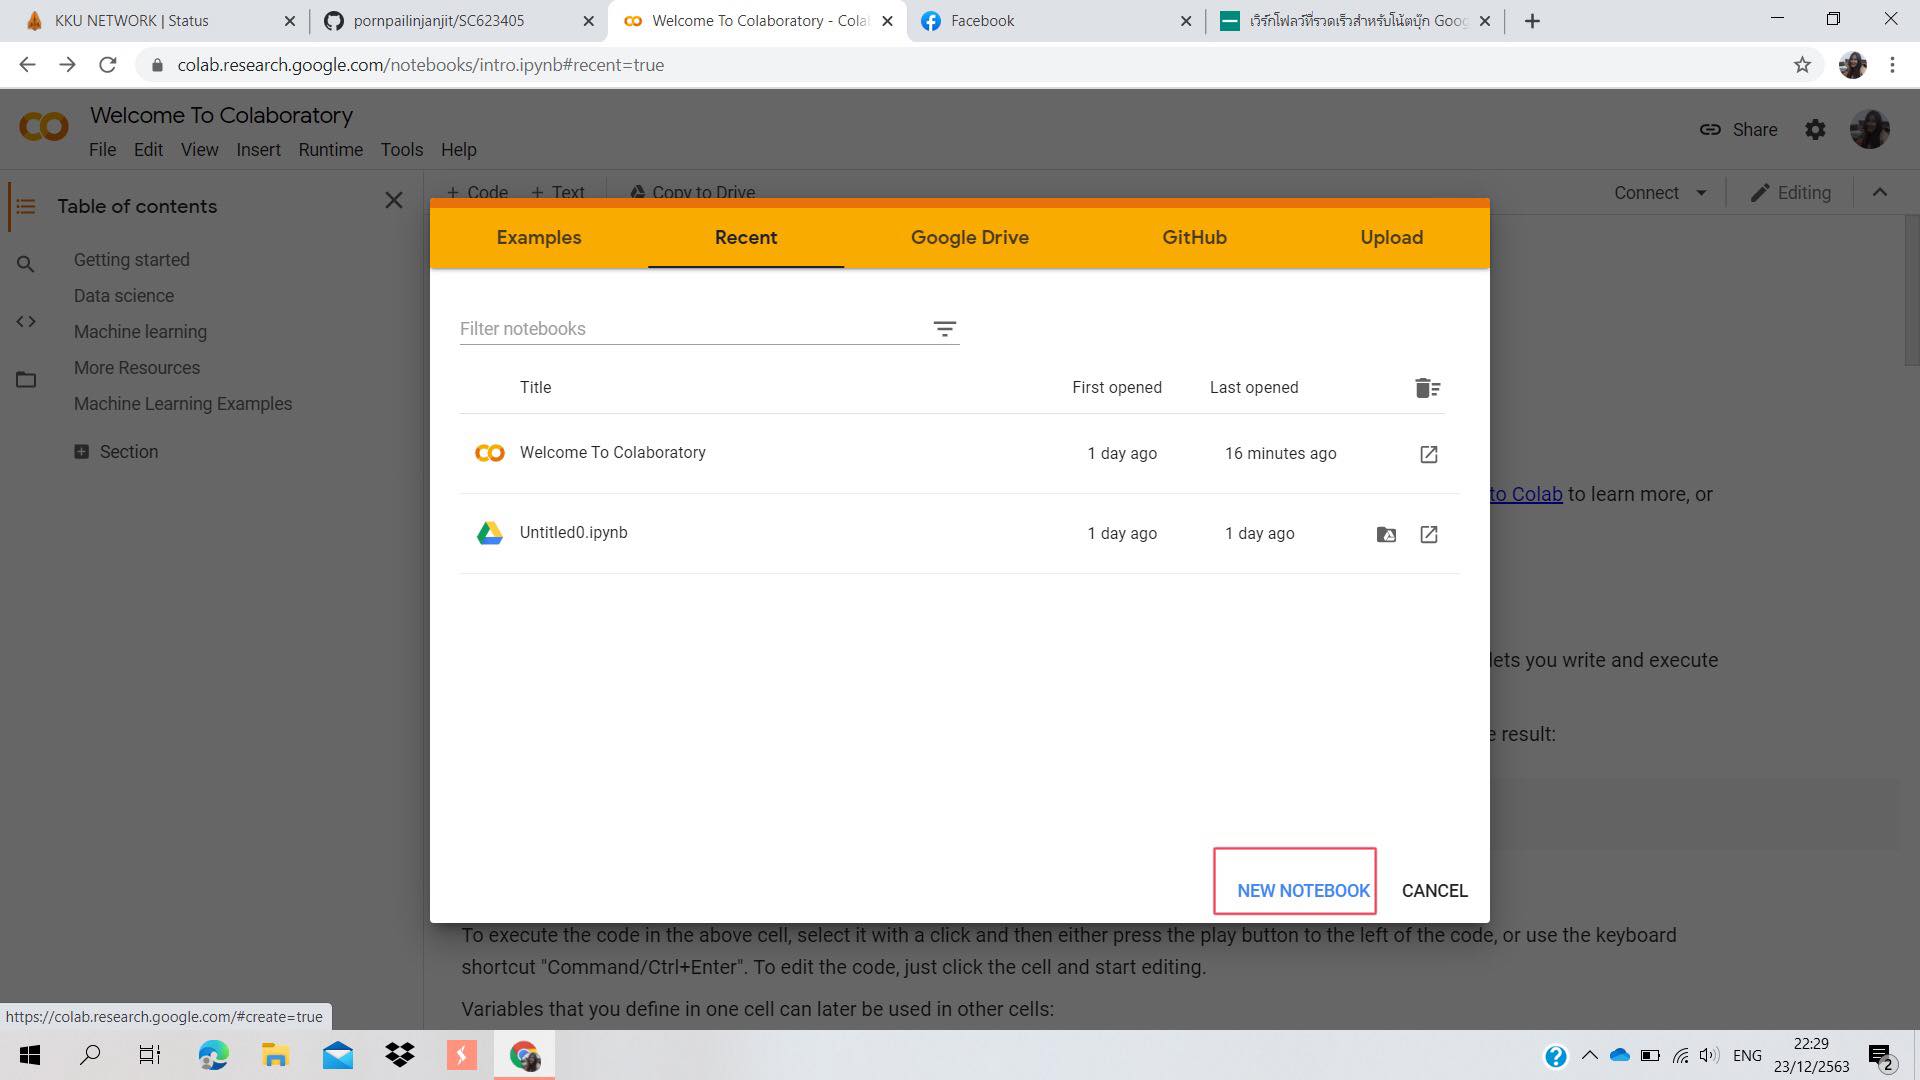 KKU NETWORK | Status
pornpailinjanjit/SC623405
Welcome To Colaboratory - Colab
Facebook
เวิร์กโฟลว์ที่รวดเร็วสำหรับโน้ตบุ๊ก Goog
colab.research.google.com/notebooks/intro.ipynb#recent=true
Welcome To Colaboratory
File Edit View Insert Runtime Tools Help
Share
+ Code + Text Copy to Drive
Connect Editing
Table of contents
Getting started
Data science
Machine learning
More Resources
Machine Learning Examples
Section
Examples Recent Google Drive GitHub Upload
Filter notebooks
Title First opened Last opened
Welcome To Colaboratory 1 day ago 16 minutes ago
Untitled0.ipynb 1 day ago 1 day ago
to Colab to learn more, or
lets you write and execute
e result:
NEW NOTEBOOK CANCEL
To execute the code in the above cell, select it with a click and then either press the play button to the left of the code, or use the keyboard
shortcut "Command/Ctrl+Enter". To edit the code, just click the cell and start editing.
Variables that you define in one cell can later be used in other cells:
https://colab.research.google.com/#create=true
ENG
22:29
23/12/2563
2